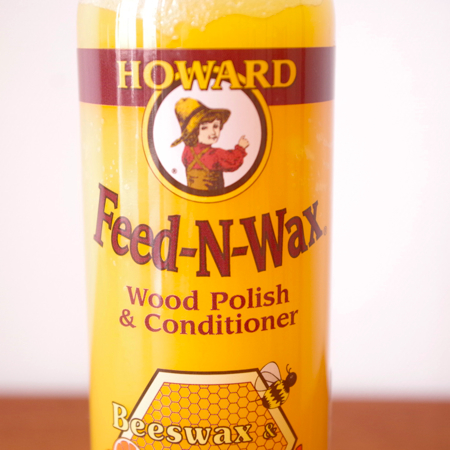 HOWARD
Feed-N-Wax®
Wood Polish
& Conditioner
Beeswax &